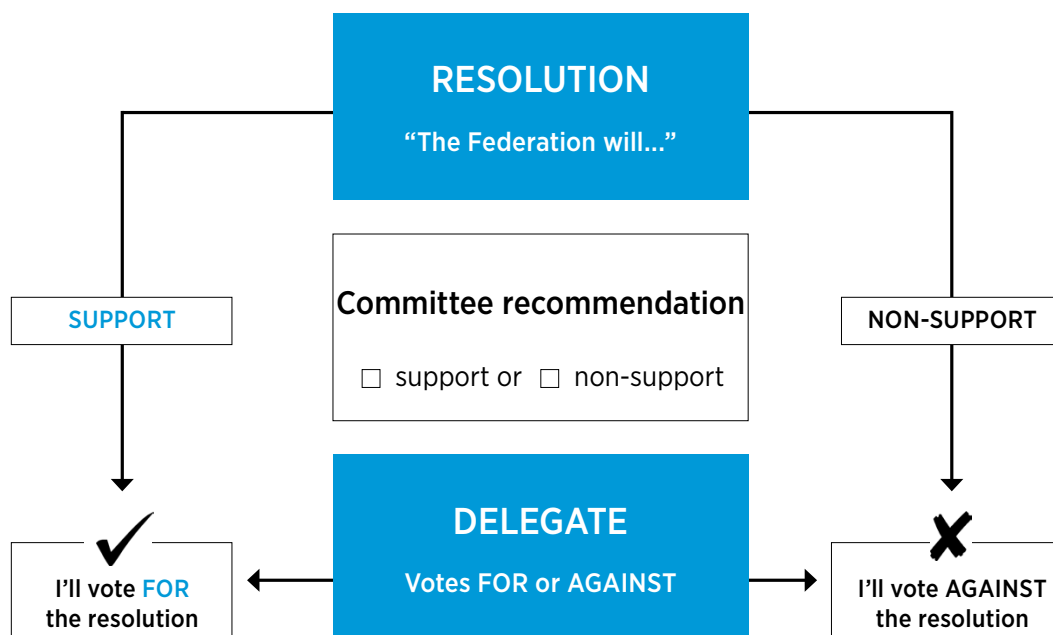 RESOLUTION
“The Federation will...”
Committee recommendation
□ support or □ non-support
SUPPORT
NON-SUPPORT
DELEGATE
Votes FOR or AGAINST
I’ll vote FOR
the resolution
I’ll vote AGAINST
the resolution